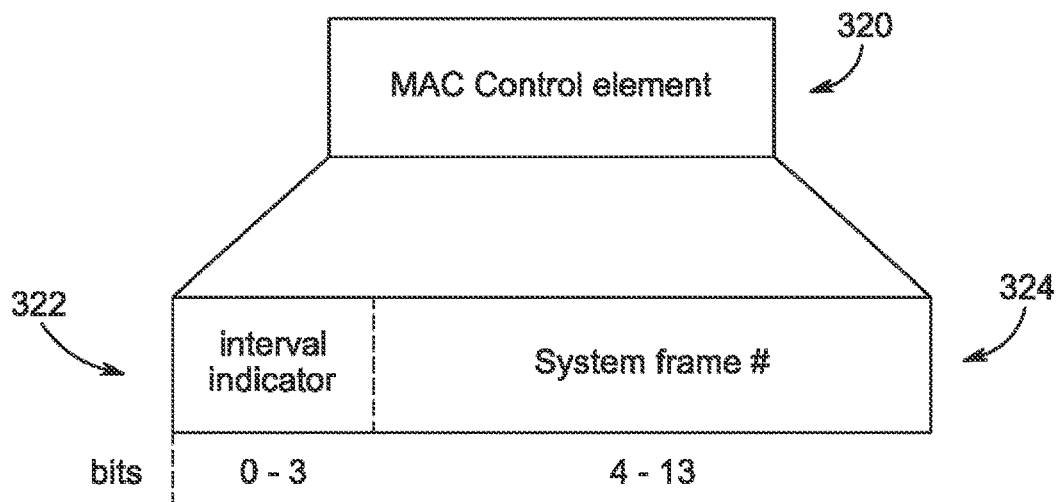 320
MAC Control element
322
324
interval
indicator
System frame #
bits
0 - 3
4 - 13